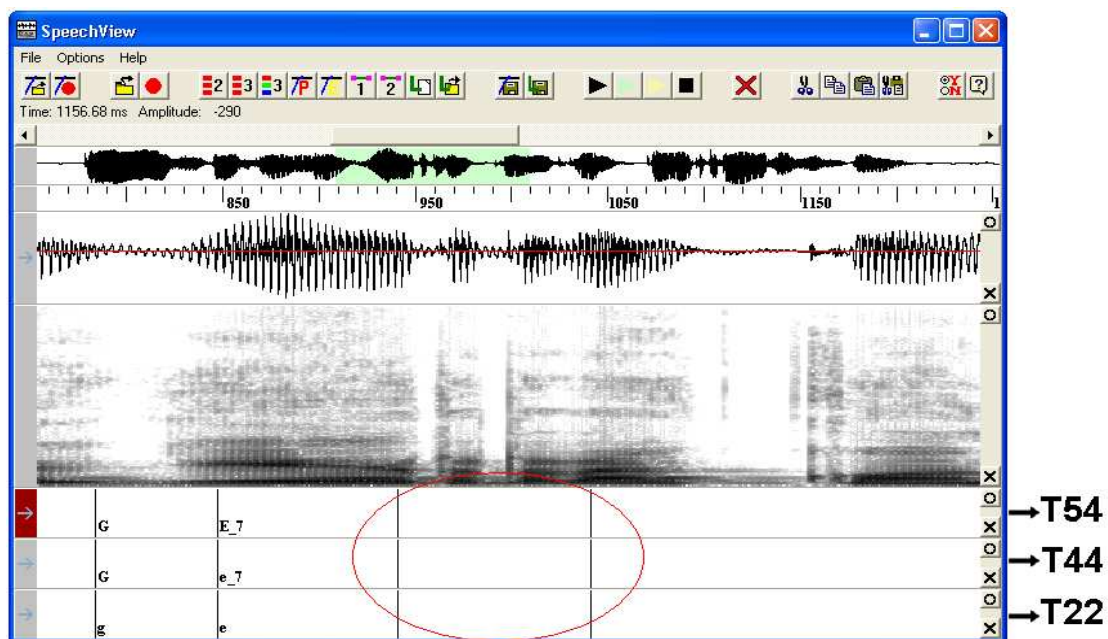 SpeechView
File Options Help
2 3 3 P 1 2
Time: 1156.68 ms Amplitude: -290
850 950 1050 1150 1
G E_7 →T54
G e_7 →T44
g e →T22